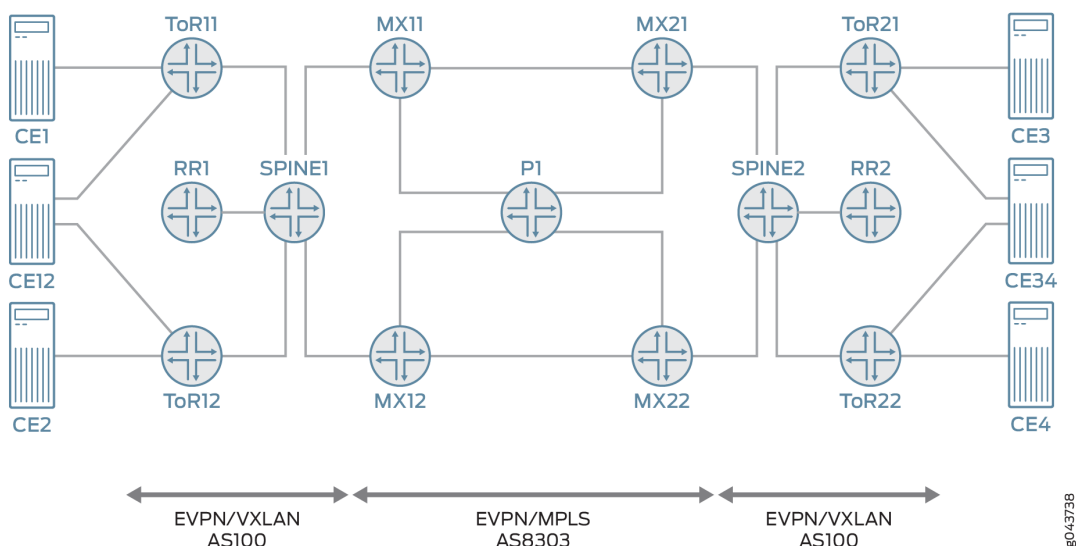 ToR11
MX11
MX21
ToR21
CE1
CE3
RR1
SPINE1
P1
SPINE2
RR2
CE12
CE34
ToR12
MX12
MX22
ToR22
CE2
CE4
EVPN/VXLAN
AS100
EVPN/MPLS
AS8303
EVPN/VXLAN
AS100
g043738